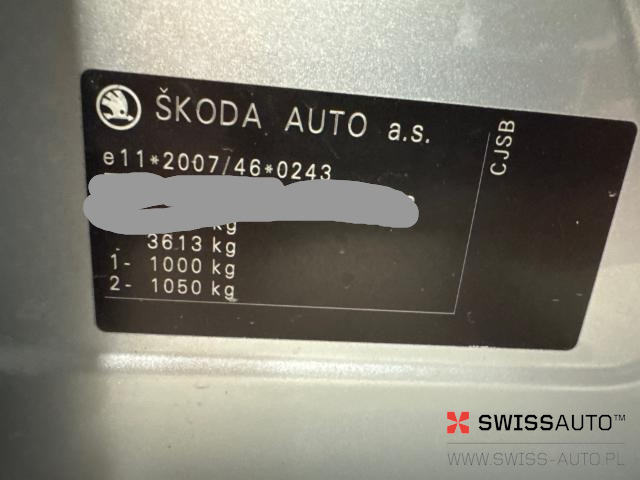 ŠKODA AUTO a.s.
e11*2007/46*0243
kg
3613 kg
1- 1000 kg
2- 1050 kg
CJSB
SWISSAUTO™
WWW.SWISS-AUTO.PL